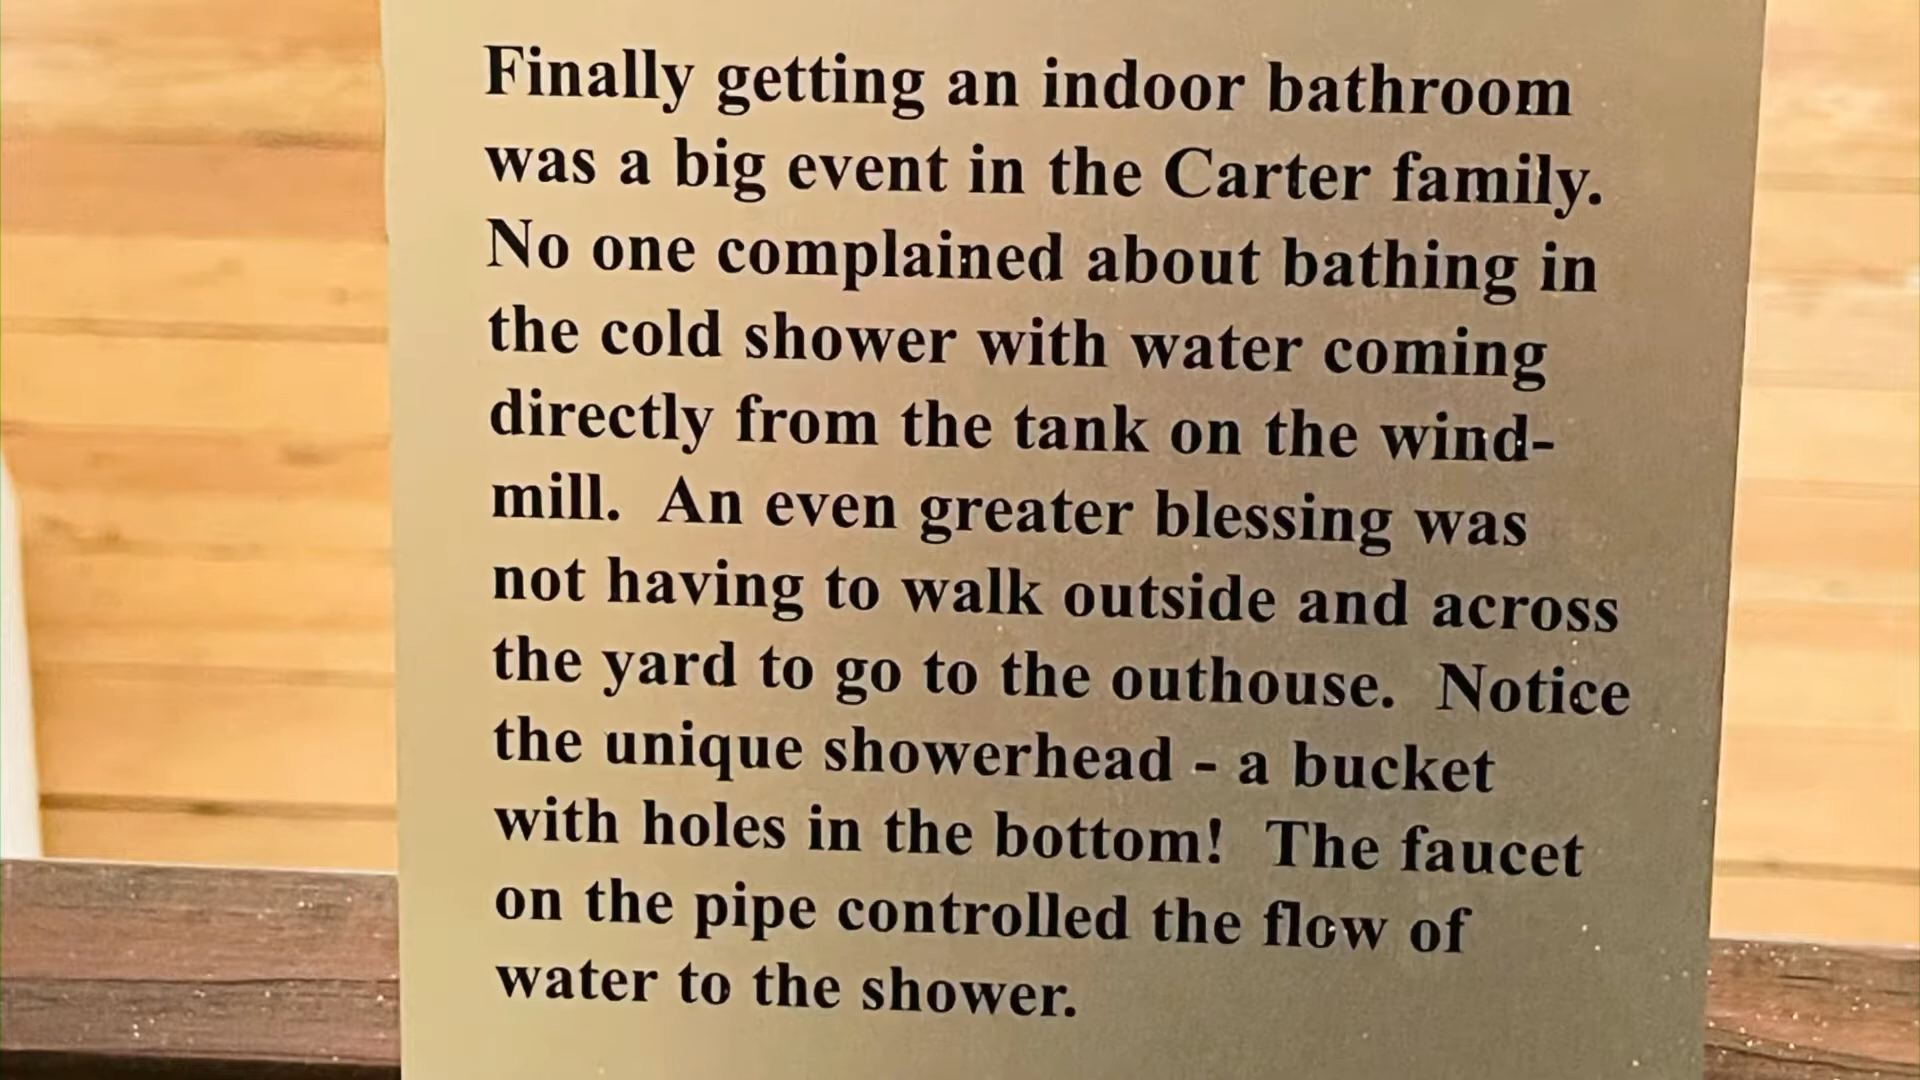 Finally getting an indoor bathroom
was a big event in the Carter family.
No one complained about bathing in
the cold shower with water coming
directly from the tank on the wind-
mill.  An even greater blessing was
not having to walk outside and across
the yard to go to the outhouse.  Notice
the unique showerhead - a bucket
with holes in the bottom!  The faucet
on the pipe controlled the flow of
water to the shower.